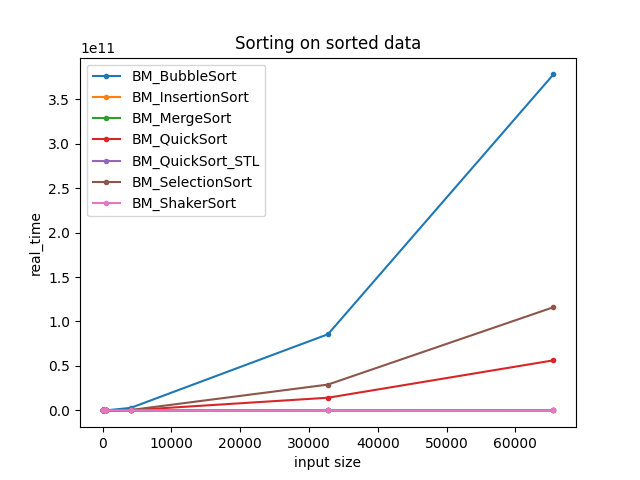 Sorting on sorted data
1e11
BM_BubbleSort
BM_InsertionSort
BM_MergeSort
BM_QuickSort
BM_QuickSort_STL
BM_SelectionSort
BM_ShakerSort
3.5
3.0
2.5
2.0
1.5
1.0
0.5
0.0
real_time
0 10000 20000 30000 40000 50000 60000
input size